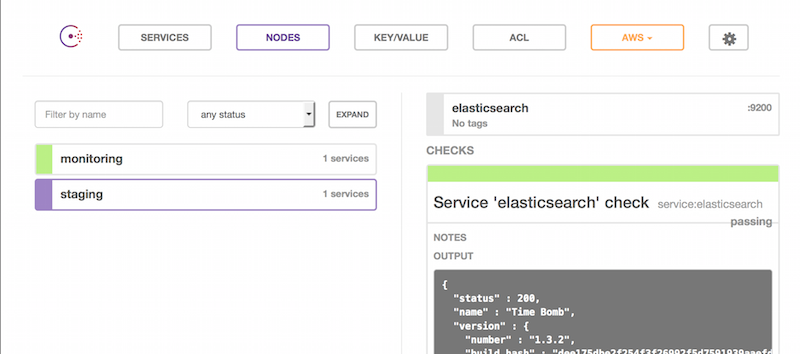 SERVICES
NODES
KEY/VALUE
ACL
AWS
Filter by name
any status
EXPAND
monitoring
1 services
staging
1 services
elasticsearch
:9200
No tags
CHECKS
Service 'elasticsearch' check
service:elasticsearch
passing
NOTES
OUTPUT
{
"status" : 200,
"name" : "Time Bomb",
"version" : {
"number" : "1.3.2",